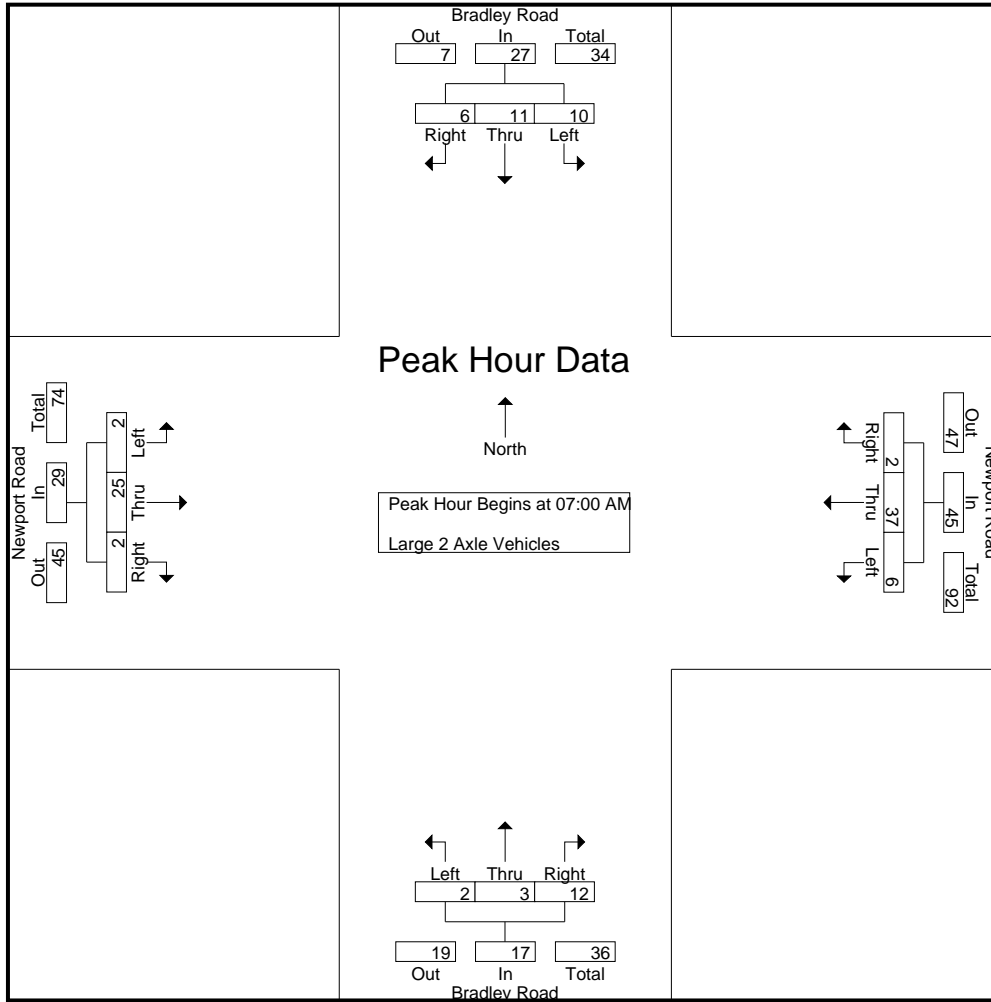 Bradley Road
Out In Total
7 27 34
6 11 10
Right Thru Left
Peak Hour Data
North
Peak Hour Begins at 07:00 AM
Large 2 Axle Vehicles
Newport Road
Out In Total
45 29 74
Right Thru Left
2 25 2
Newport Road
Out In Total
47 45 92
2 37 6
Right Thru Left
Left Thru Right
2 3 12
19 17 36
Out In Total
Bradley Road